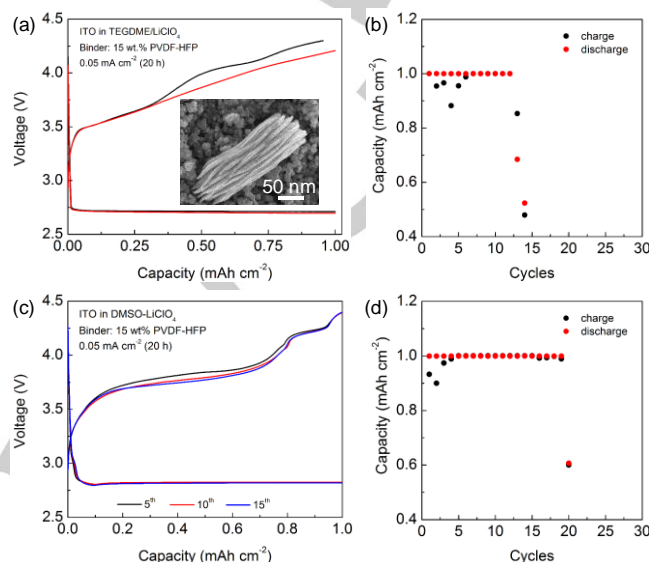 (a)
ITO in TEGDME/LiClO₄
Binder: 15 wt.% PVDF-HFP
0.05 mA cm⁻² (20 h)
50 nm
Voltage (V)
4.0
3.5
3.0
2.5
0.00 0.25 0.50 0.75 1.00
Capacity (mAh cm⁻²)
(b)
charge
discharge
Capacity (mAh cm⁻²)
1.2
1.0
0.8
0.6
0.4
0 5 10 15 20 25 30
Cycles
(c)
ITO in DMSO-LiClO₄
Binder: 15 wt% PVDF-HFP
0.05 mA cm⁻² (20 h)
Voltage (V)
4.5
4.0
3.5
3.0
2.5
5ᵗʰ 10ᵗʰ 15ᵗʰ
0.0 0.2 0.4 0.6 0.8 1.0
Capacity (mAh cm⁻²)
(d)
charge
discharge
Capacity (mAh cm⁻²)
1.2
1.0
0.8
0.6
0.4
0 5 10 15 20 25 30
Cycles